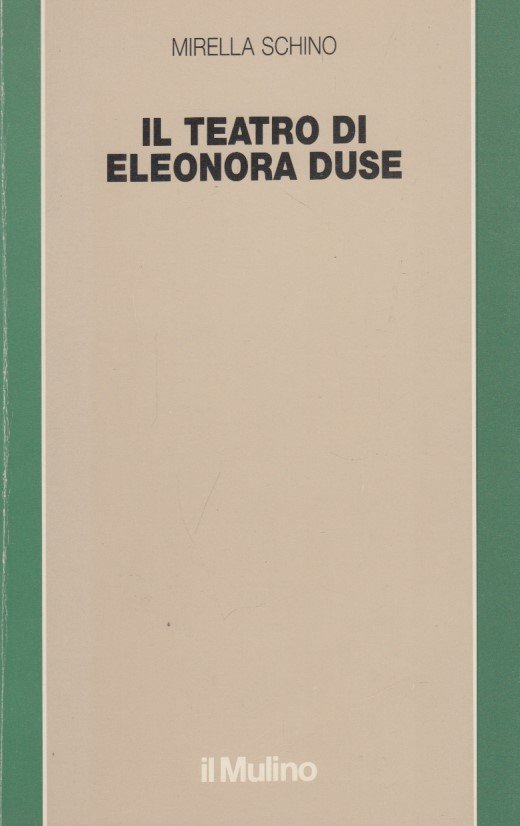 MIRELLA SCHINO
IL TEATRO DI
ELEONORA DUSE
il Mulino